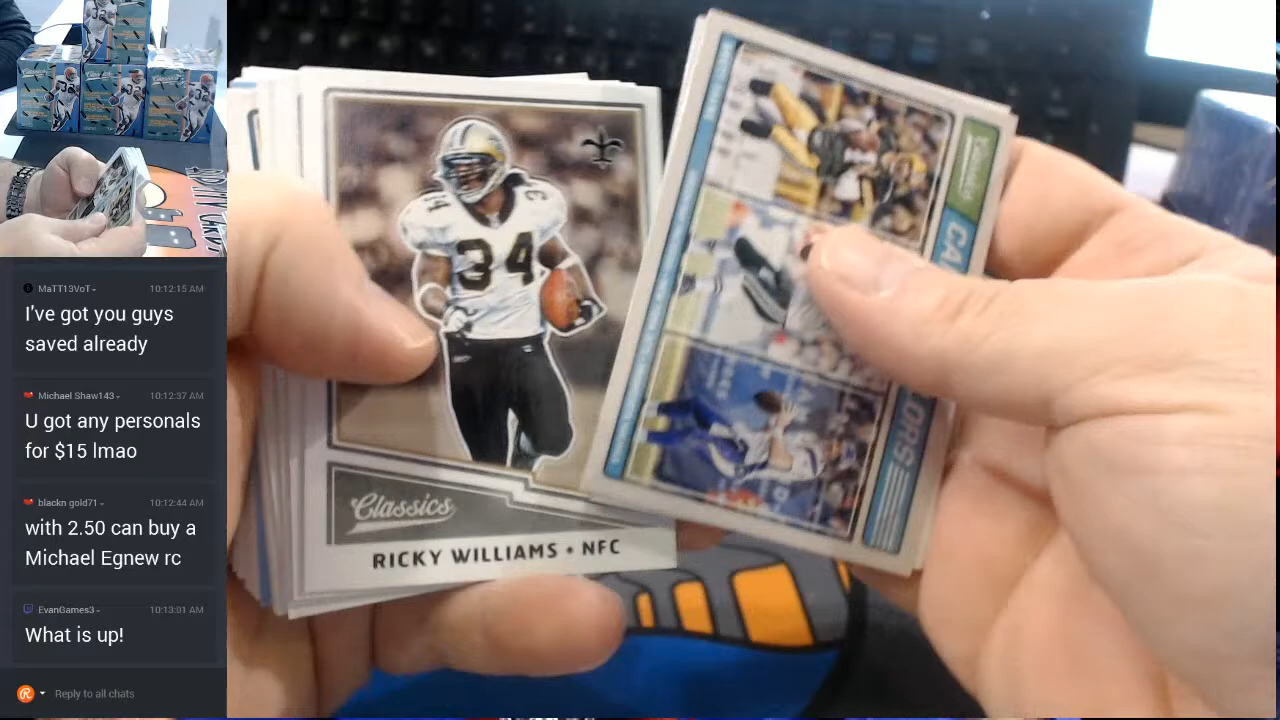 MaTT13VoT
10:12:15 AM
I've got you guys
saved already
Michael Shaw143
10:12:37 AM
U got any personals
for $15 lmao
blackn gold71
10:12:44 AM
with 2.50 can buy a
Michael Egnew rc
EvanGames3
10:13:01 AM
What is up!
Reply to all chats
34
34
Classics
RICKY WILLIAMS • NFC
Classics